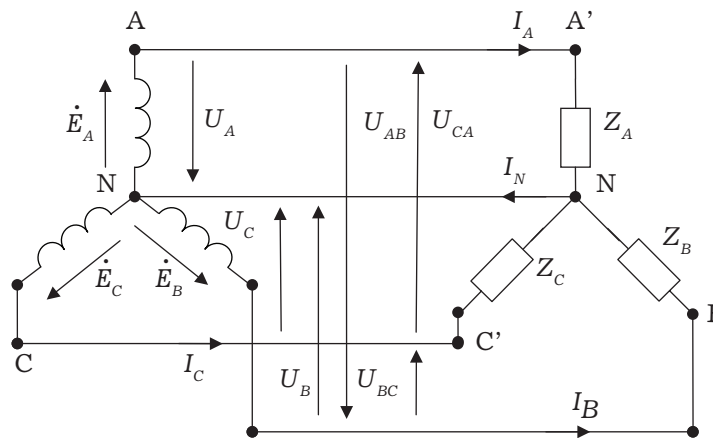 A
I_A
A'
Ė_A
U_A
U_AB
U_CA
Z_A
N
I_N
N
U_C
Z_B
Ė_C
Ė_B
Z_C
C
I_C
U_B
U_BC
C'
I_B